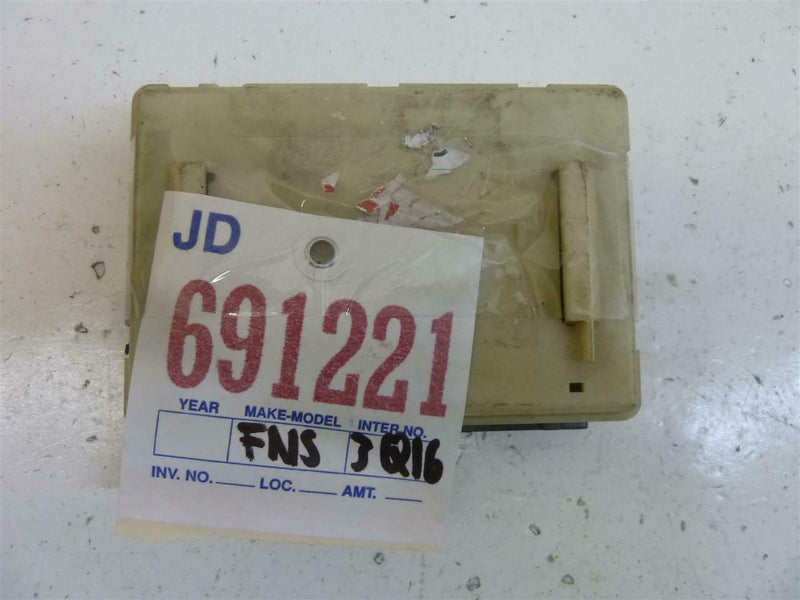 JD
691221
YEAR MAKE-MODEL INTER NO.
FNS 3Q16
INV. NO. LOC. AMT.